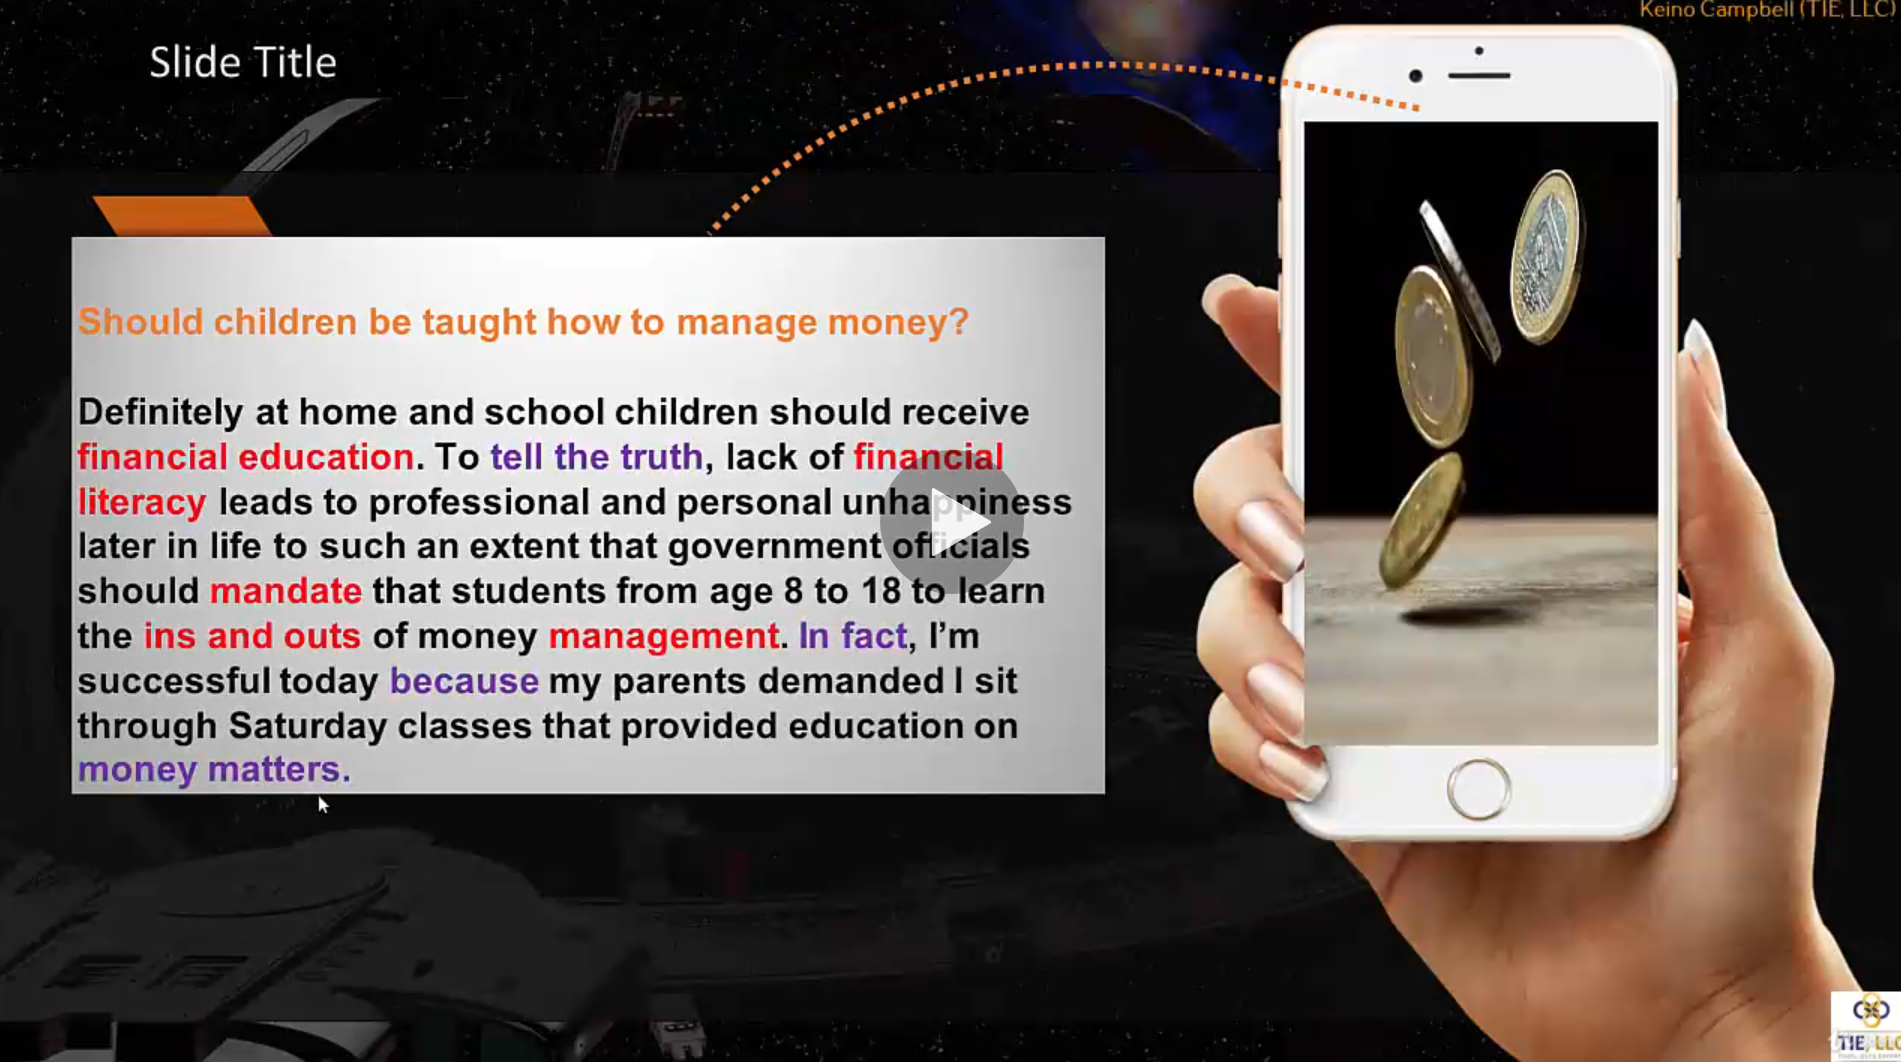 Keino Campbell (TIE, LLC)
Slide Title
Should children be taught how to manage money?
Definitely at home and school children should receive
financial education. To tell the truth, lack of financial
literacy leads to professional and personal unhappiness
later in life to such an extent that government officials
should mandate that students from age 8 to 18 to learn
the ins and outs of money management. In fact, I’m
successful today because my parents demanded I sit
through Saturday classes that provided education on
money matters.